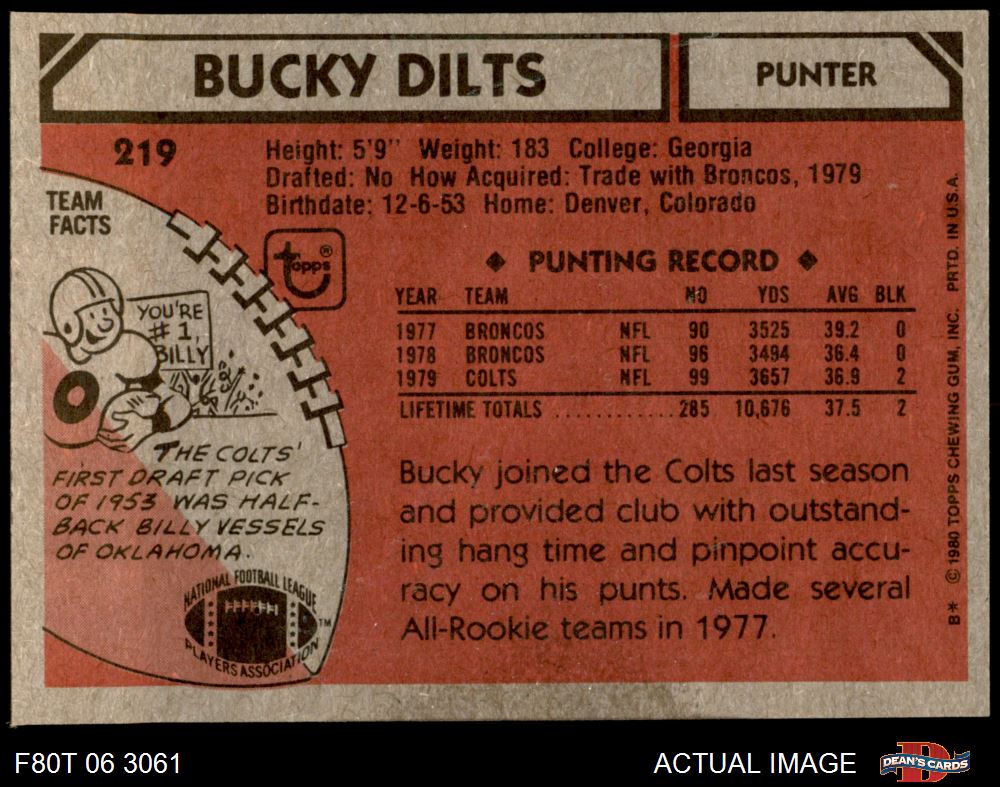 BUCKY DILTS
PUNTER
219
Height: 5'9" Weight: 183 College: Georgia
Drafted: No How Acquired: Trade with Broncos, 1979
Birthdate: 12-6-53 Home: Denver, Colorado
TEAM
FACTS
topps®
YOU'RE
#1,
BILLY
THE COLTS'
FIRST DRAFT PICK
OF 1953 WAS HALF-
BACK BILLY VESSELS
OF OKLAHOMA.
NATIONAL FOOTBALL LEAGUE
PLAYERS ASSOCIATION
TM
◆ PUNTING RECORD ◆
YEAR TEAM NO YDS AVG BLK
1977 BRONCOS NFL 90 3525 39.2 0
1978 BRONCOS NFL 96 3494 36.4 0
1979 COLTS NFL 99 3657 36.9 2
LIFETIME TOTALS ............ 285 10,676 37.5 2
Bucky joined the Colts last season
and provided club with outstand-
ing hang time and pinpoint accu-
racy on his punts. Made several
All-Rookie teams in 1977.
B* © 1980 TOPPS CHEWING GUM, INC. PRTD. IN U.S.A.
F80T 06 3061
ACTUAL IMAGE
DEAN'S CARDS